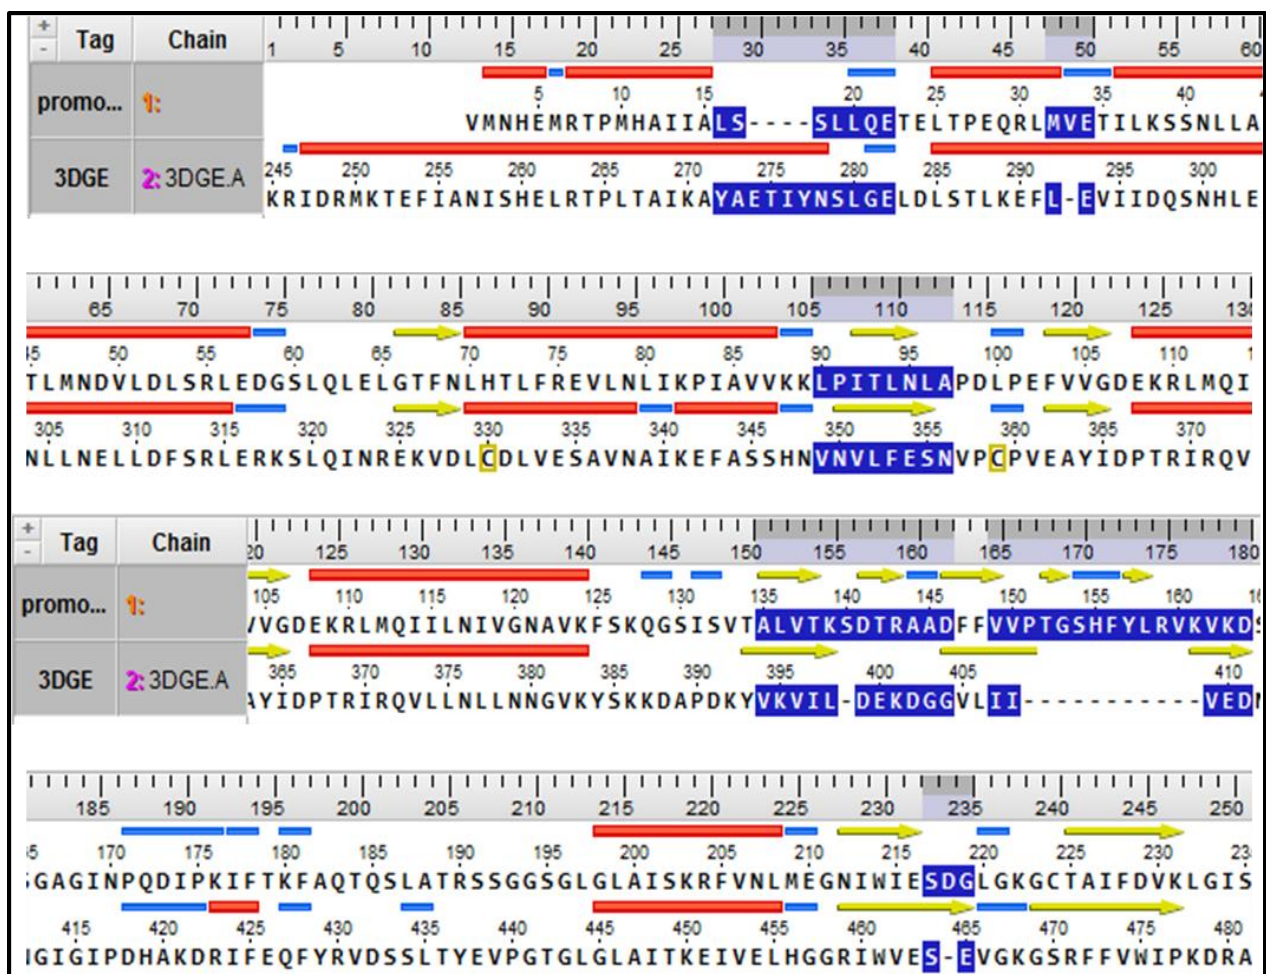 + Tag Chain 1 5 10 15 20 25 30 35 40 45 50 55 60
-
5 10 15 20 25 30 35 40
promo... 1: VMNHEMRTPMHAIIALS----SLLQETELTPEQRLMVETILKSSNLLA
245 250 255 260 265 270 275 280 285 290 295 300
3DGE 2: 3DGE.A KRIDRMKTEFIANISHELRTPLTAIKAYAETIYNSLGELDLSTLKEFL-EVIIDQSNHLE
65 70 75 80 85 90 95 100 105 110 115 120 125 130
45 50 55 60 65 70 75 80 85 90 95 100 105 110
TLMNDVLDLSRLEDGSLQLELGTFNLHTLFREVLNLIKPIAVVKKLPITLNLAPDLPEFVVGDEKRLMQI
305 310 315 320 325 330 335 340 345 350 355 360 365 370
NLLNELLDFSRLERKSLQINREKVDLCDLVESAVNAIKEFASSHNVNVLFESNVPCPVEAYIDPTRIRQV
+ Tag Chain 120 125 130 135 140 145 150 155 160 165 170 175 180
-
105 110 115 120 125 130 135 140 145 150 155 160
promo... 1: VVGDEKRLMQIILNIVGNAVKFSKQGSISVTALVTKSDTRAADFFVVPTGSHFYLRVKVKDS
365 370 375 380 385 390 395 400 405 410
3DGE 2: 3DGE.A AYIDPTRIRQVLLNLLNNGVKYSKKDAPDKYVKVIL-DEKDGGVLII-----------VEDN
185 190 195 200 205 210 215 220 225 230 235 240 245 250
170 175 180 185 190 195 200 205 210 215 220 225 230
SGAGINPQDIPKIFTKFAQTQSLATRSSGGSGLGLAISKRFVNLMEGNIWIESDGLGKGCTAIFDVKLGIS
415 420 425 430 435 440 445 450 455 460 465 470 475 480
NGIGIPDHAKDRIFEQFYRVDSSLTYEVPGTGLGLAITKEIVELHGGRIWVES-EVGKGSRFFVWIPKDRA